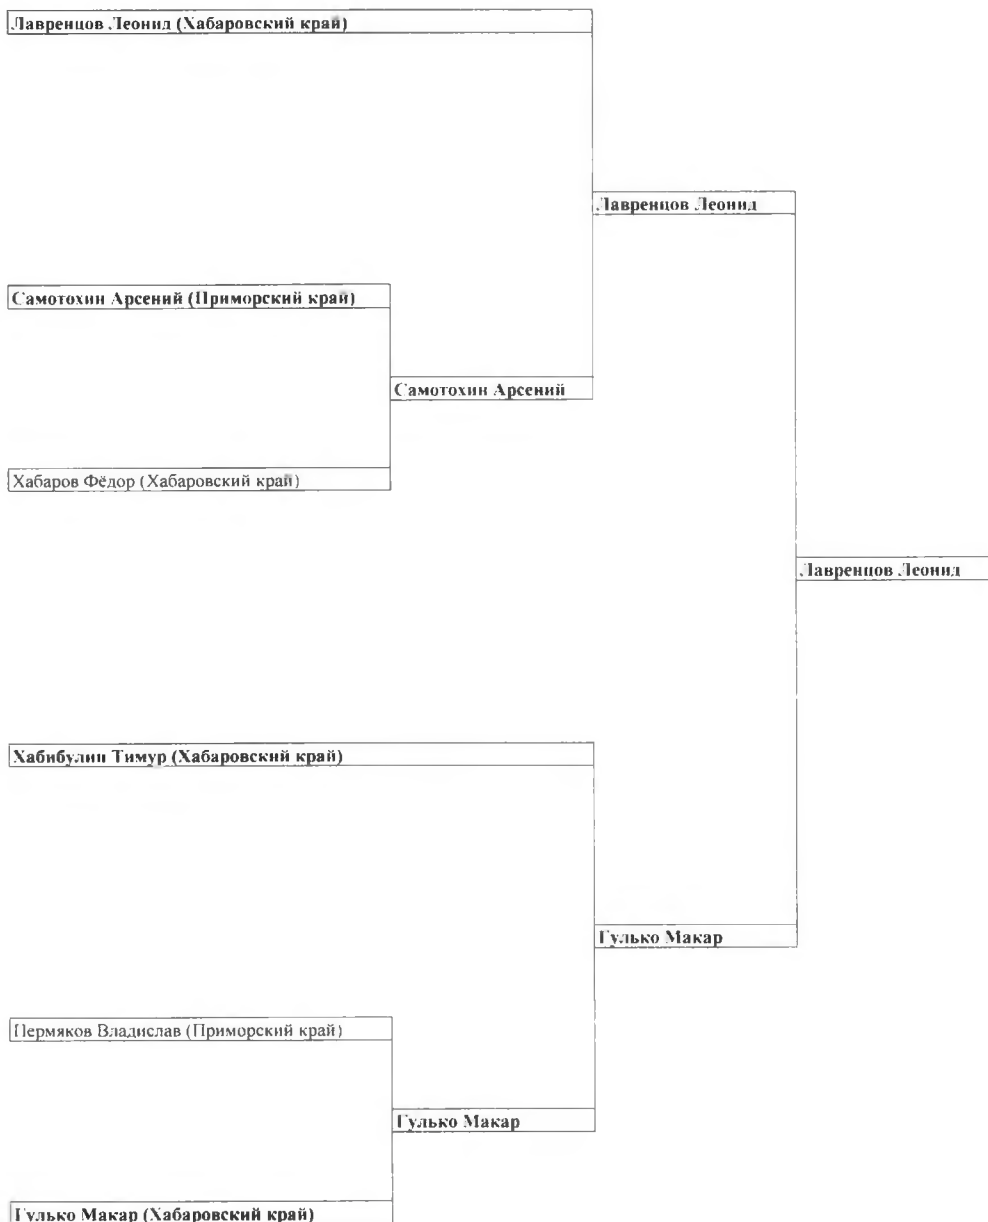 Лавренцов Леонид (Хабаровский край)
Лавренцов Леонид
Самотохин Арсений (Приморский край)
Самотохин Арсений
Хабаров Фёдор (Хабаровский край)
Лавренцов Леонид
Хабибулин Тимур (Хабаровский край)
Гулько Макар
Пермяков Владислав (Приморский край)
Гулько Макар
Гулько Макар (Хабаровский край)